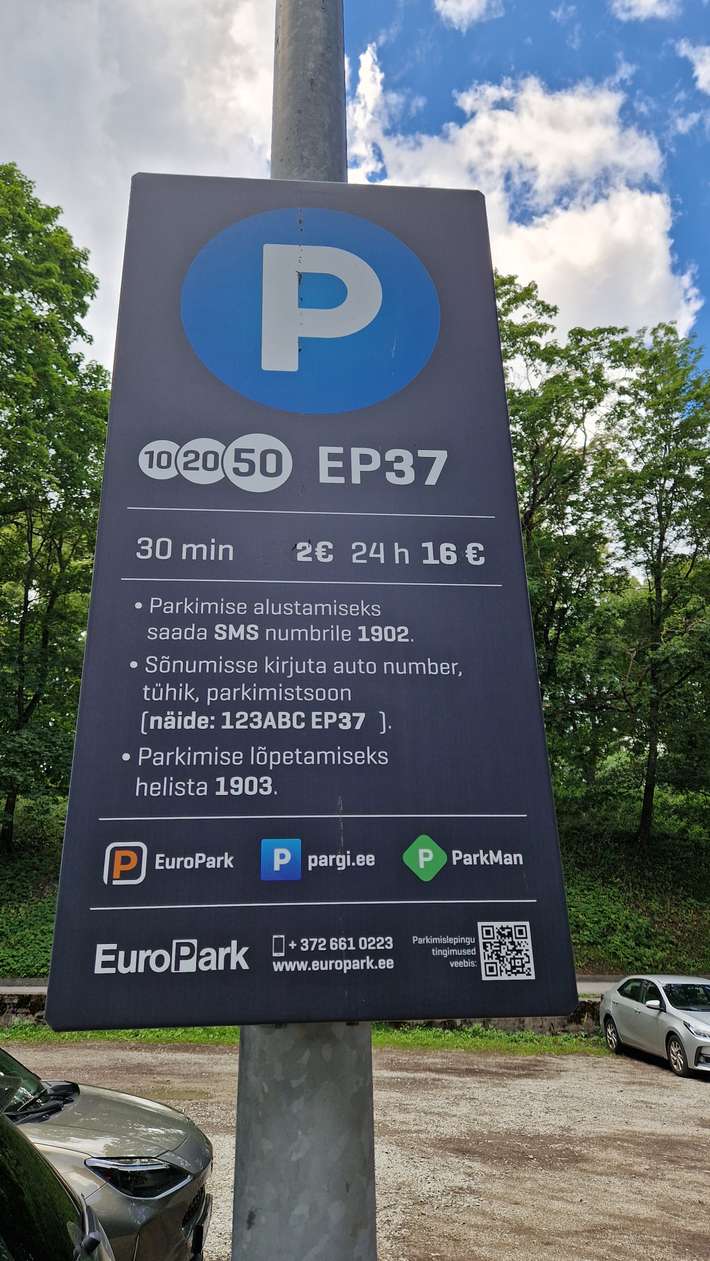 P
10 20 50 EP37
30 min 2€ 24 h 16 €
• Parkimise alustamiseks
saada SMS numbrile 1902.
• Sõnumisse kirjuta auto number,
tühik, parkimistsoon
(näide: 123ABC EP37 ).
• Parkimise lõpetamiseks
helista 1903.
P EuroPark P pargi.ee P ParkMan
EuroPark +372 661 0223
www.europark.ee
Parkimislepingu
tingimused
veebis: